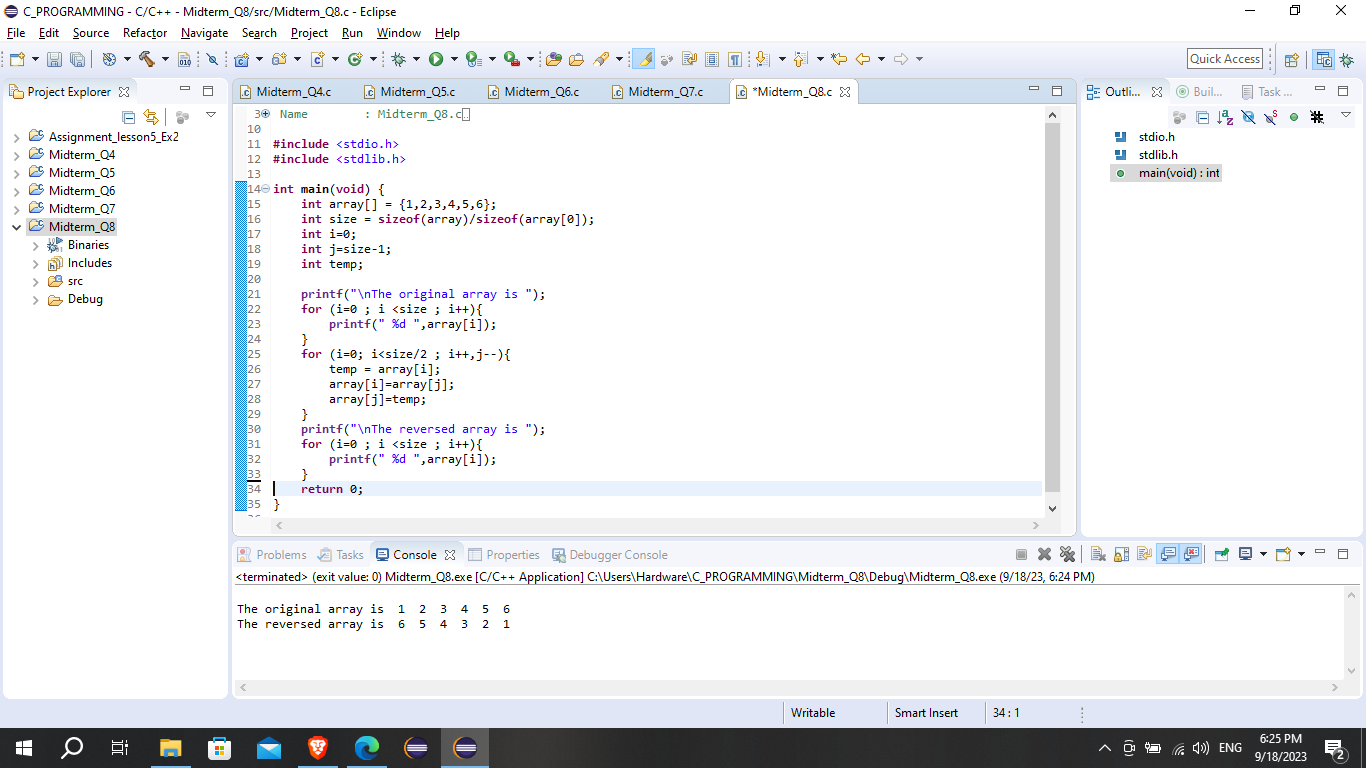 C_PROGRAMMING - C/C++ - Midterm_Q8/src/Midterm_Q8.c - Eclipse
File Edit Source Refactor Navigate Search Project Run Window Help
Quick Access
Project Explorer
Assignment_lesson5_Ex2
Midterm_Q4
Midterm_Q5
Midterm_Q6
Midterm_Q7
Midterm_Q8
Binaries
Includes
src
Debug
Midterm_Q4.c Midterm_Q5.c Midterm_Q6.c Midterm_Q7.c *Midterm_Q8.c
3 Name : Midterm_Q8.c
10
11 #include <stdio.h>
12 #include <stdlib.h>
13
14 int main(void) {
15 int array[] = {1,2,3,4,5,6};
16 int size = sizeof(array)/sizeof(array[0]);
17 int i=0;
18 int j=size-1;
19 int temp;
20
21 printf("\nThe original array is ");
22 for (i=0 ; i <size ; i++){
23 printf(" %d ",array[i]);
24 }
25 for (i=0; i<size/2 ; i++,j--){
26 temp = array[i];
27 array[i]=array[j];
28 array[j]=temp;
29 }
30 printf("\nThe reversed array is ");
31 for (i=0 ; i <size ; i++){
32 printf(" %d ",array[i]);
33 }
34 return 0;
35 }
Outli... Buil... Task ...
stdio.h
stdlib.h
main(void) : int
Problems Tasks Console Properties Debugger Console
<terminated> (exit value: 0) Midterm_Q8.exe [C/C++ Application] C:\Users\Hardware\C_PROGRAMMING\Midterm_Q8\Debug\Midterm_Q8.exe (9/18/23, 6:24 PM)
The original array is 1 2 3 4 5 6
The reversed array is 6 5 4 3 2 1
Writable Smart Insert 34 : 1
ENG
6:25 PM
9/18/2023
2